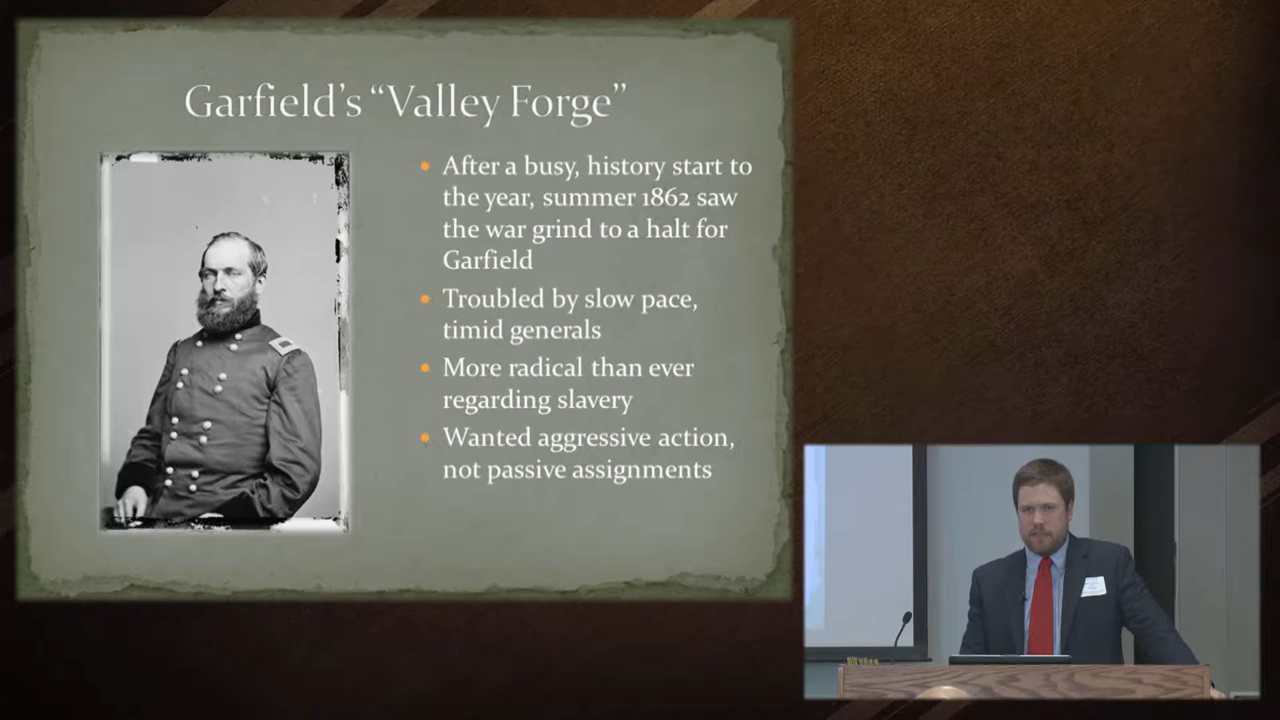 Garfield's “Valley Forge”
After a busy, history start to
the year, summer 1862 saw
the war grind to a halt for
Garfield
Troubled by slow pace,
timid generals
More radical than ever
regarding slavery
Wanted aggressive action,
not passive assignments